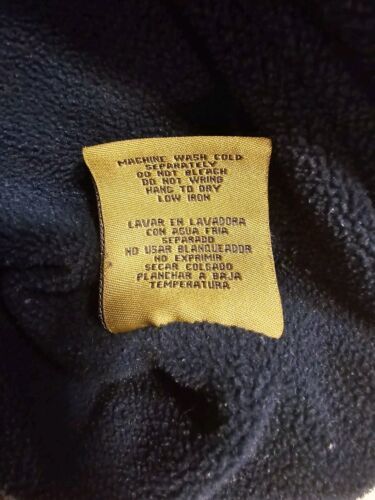 MACHINE WASH COLD
SEPARATELY
DO NOT BLEACH
DO NOT WRING
HANG TO DRY
LOW IRON
LAVAR EN LAVADORA
CON AGUA FRIA
SEPARADO
NO USAR BLANQUEADOR
NO EXPRIMIR
SECAR COLGADO
PLANCHAR A BAJA
TEMPERATURA